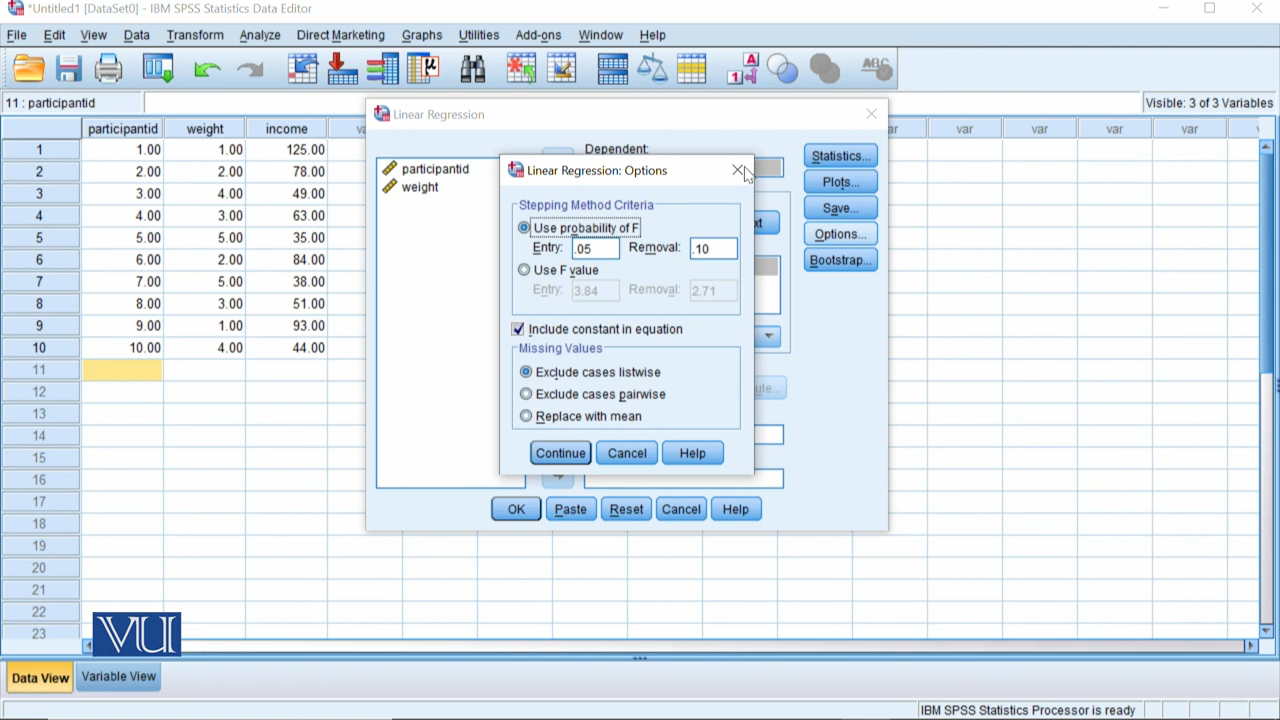 *Untitled1 [DataSet0] - IBM SPSS Statistics Data Editor
File Edit View Data Transform Analyze Direct Marketing Graphs Utilities Add-ons Window Help
11 : participantid
Visible: 3 of 3 Variables
participantid weight income var var var var var
1 1.00 1.00 125.00
2 2.00 2.00 78.00
3 3.00 4.00 49.00
4 4.00 3.00 63.00
5 5.00 5.00 35.00
6 6.00 2.00 84.00
7 7.00 5.00 38.00
8 8.00 3.00 51.00
9 9.00 1.00 93.00
10 10.00 4.00 44.00
11
12
13
14
15
16
17
18
19
20
21
22
23
Linear Regression
Dependent:
participantid
weight
Statistics...
Plots...
Save...
Options...
Bootstrap...
OK Paste Reset Cancel Help
Linear Regression: Options
Stepping Method Criteria
Use probability of F
Entry: .05 Removal: .10
Use F value
Entry: 3.84 Removal: 2.71
Include constant in equation
Missing Values
Exclude cases listwise
Exclude cases pairwise
Replace with mean
Continue Cancel Help
VU
Data View Variable View
IBM SPSS Statistics Processor is ready